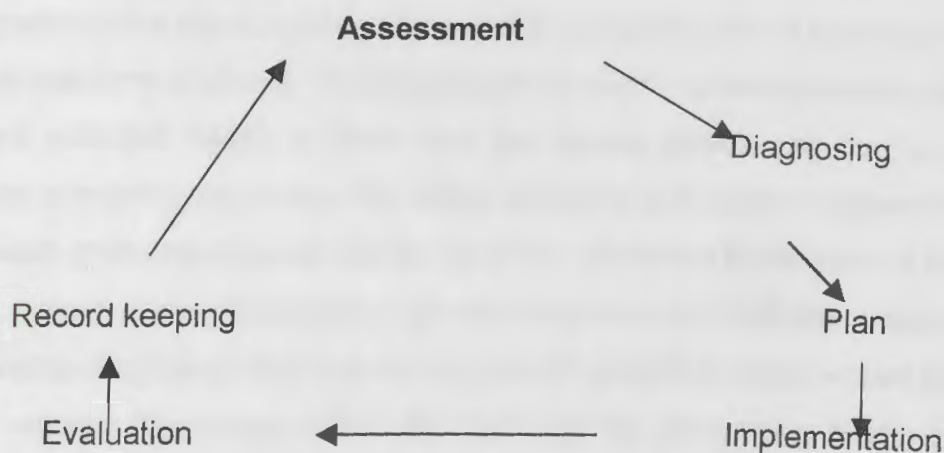 Assessment
Diagnosing
Record keeping
Plan
Evaluation
Implementation